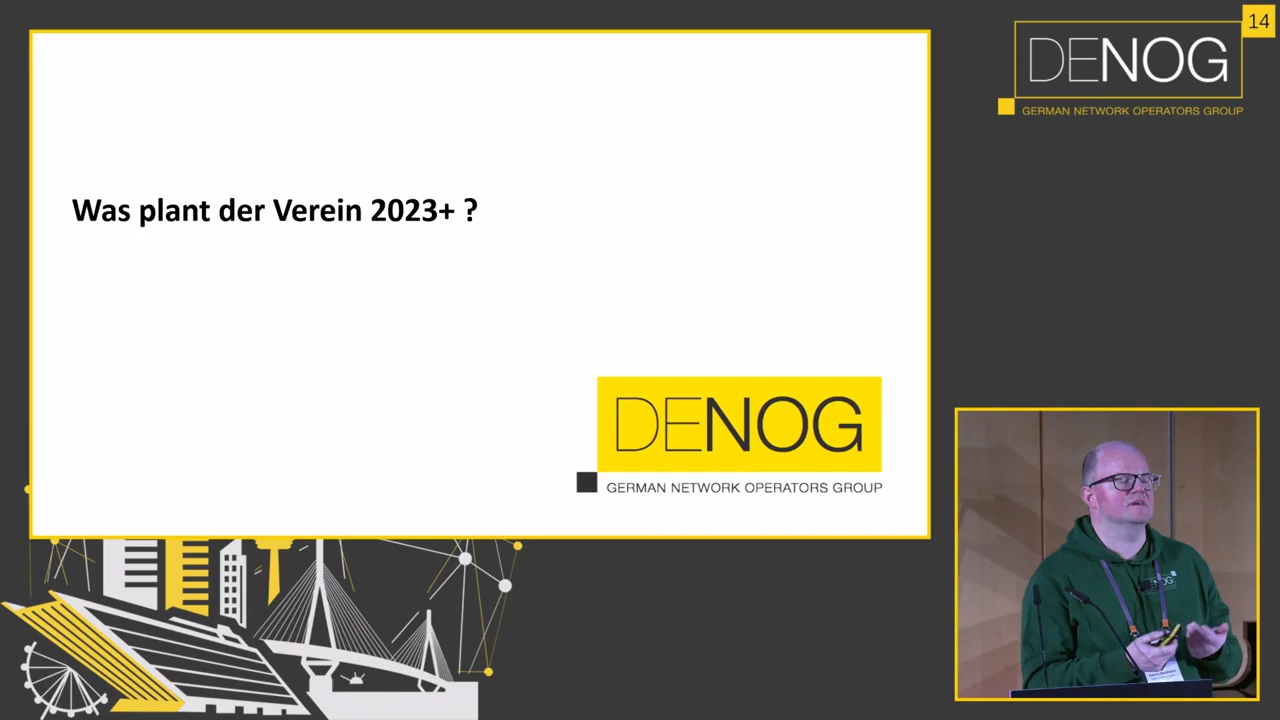 14
DENOG
GERMAN NETWORK OPERATORS GROUP
Was plant der Verein 2023+ ?
DENOG
GERMAN NETWORK OPERATORS GROUP